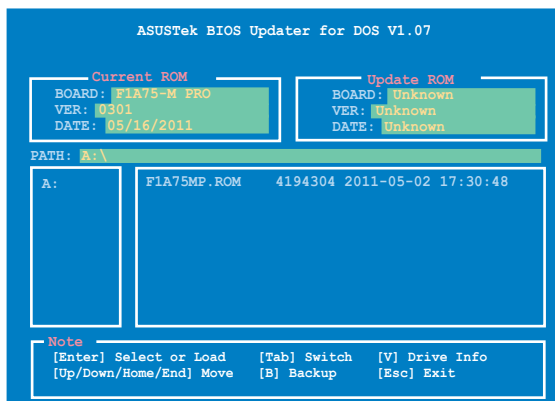 ASUSTek BIOS Updater for DOS V1.07
Current ROM
BOARD: F1A75-M PRO
VER: 0301
DATE: 05/16/2011
Update ROM
BOARD: Unknown
VER: Unknown
DATE: Unknown
PATH: A:\
A:
F1A75MP.ROM 4194304 2011-05-02 17:30:48
Note
[Enter] Select or Load [Tab] Switch [V] Drive Info
[Up/Down/Home/End] Move [B] Backup [Esc] Exit